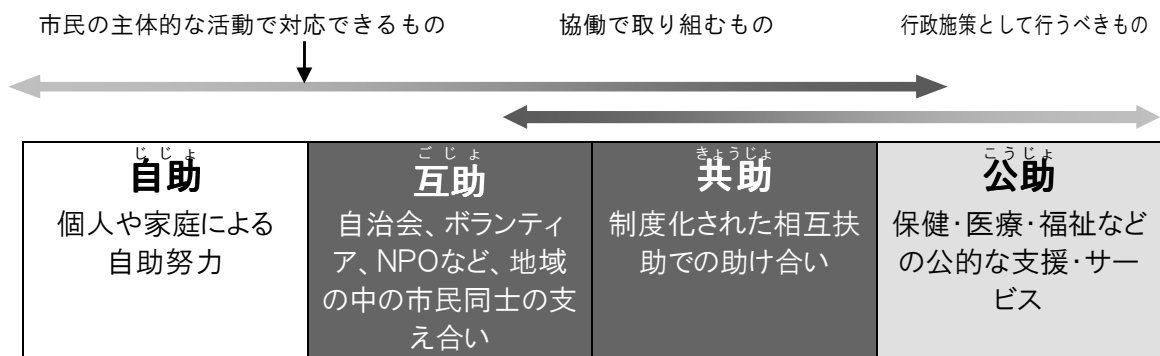 市民の主体的な活動で対応できるもの 協働で取り組むもの 行政施策として行うべきもの
じじょ
自助
個人や家庭による
自助努力
ごじょ
互助
自治会、ボランティ
ア、NPOなど、地域
の中の市民同士の支
え合い
きょうじょ
共助
制度化された相互扶
助での助け合い
こうじょ
公助
保健・医療・福祉など
の公的な支援・サー
ビス